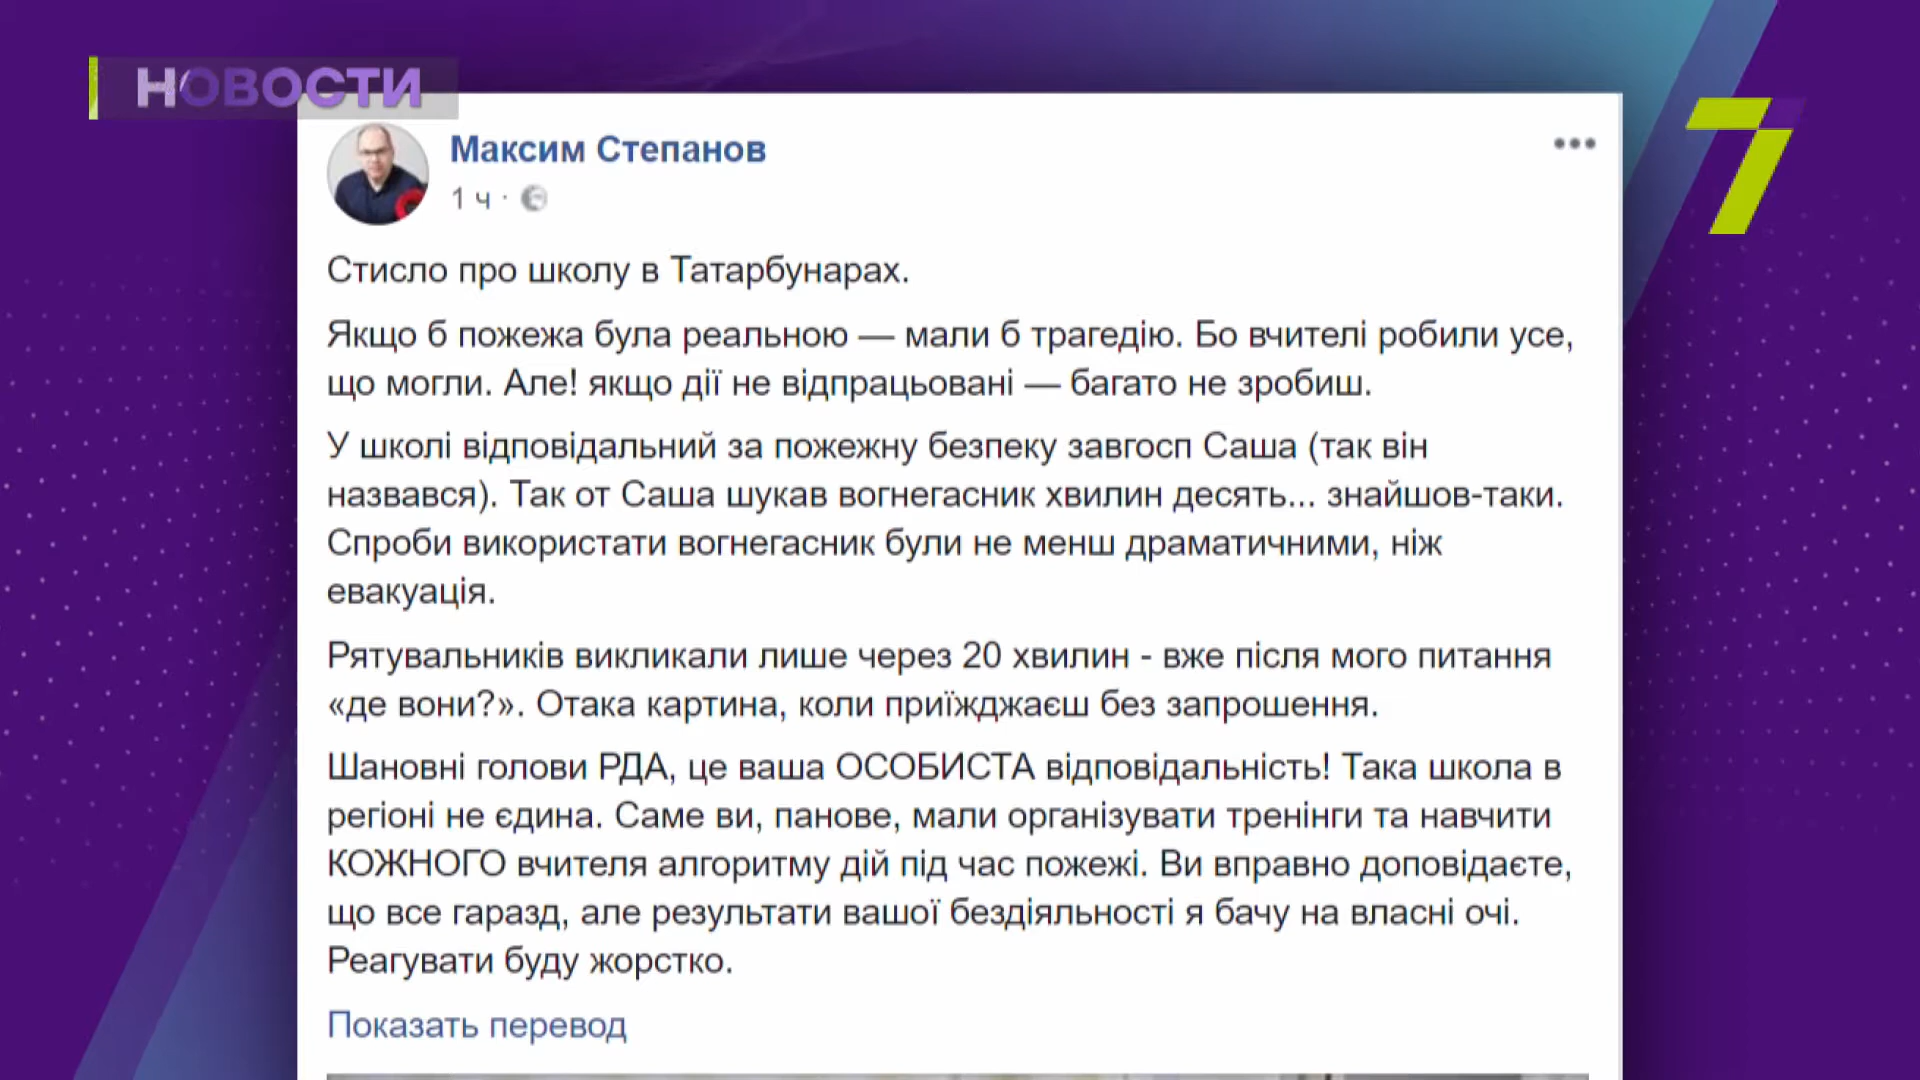 НОВОСТИ
7
Максим Степанов
1 ч ·
Стисло про школу в Татарбунарах.
Якщо б пожежа була реальною — мали б трагедію. Бо вчителі робили усе,
що могли. Але! якщо дії не відпрацьовані — багато не зробиш.
У школі відповідальний за пожежну безпеку завгосп Саша (так він
назвався). Так от Саша шукав вогнегасник хвилин десять... знайшов-таки.
Спроби використати вогнегасник були не менш драматичними, ніж
евакуація.
Рятувальників викликали лише через 20 хвилин - вже після мого питання
«де вони?». Отака картина, коли приїжджаєш без запрошення.
Шановні голови РДА, це ваша ОСОБИСТА відповідальність! Така школа в
регіоні не єдина. Саме ви, панове, мали організувати тренінги та навчити
КОЖНОГО вчителя алгоритму дій під час пожежі. Ви вправно доповідаєте,
що все гаразд, але результати вашої бездіяльності я бачу на власні очі.
Реагувати буду жорстко.
Показать перевод